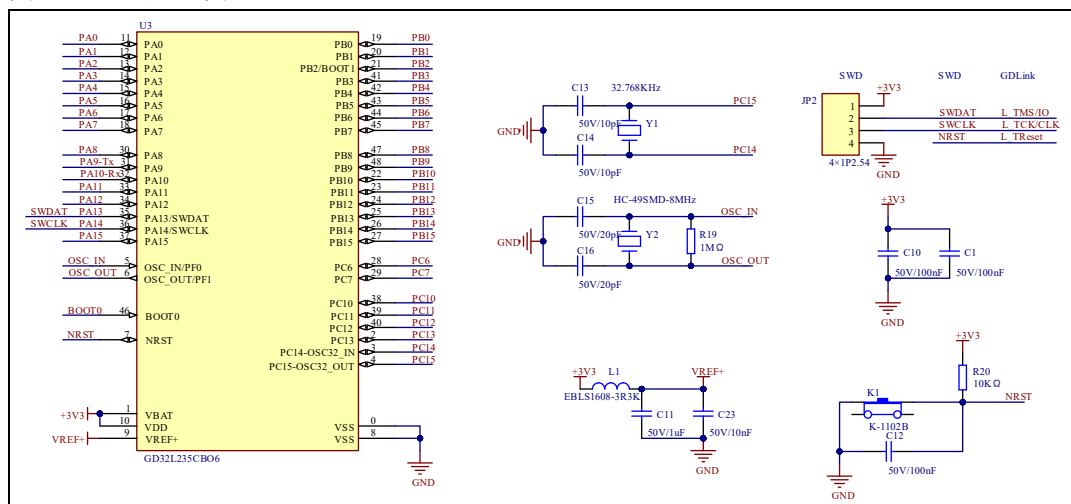 U3
PA0 11 PA0 PB0 19 PB0
PA1 12 PA1 PB1 20 PB1
PA2 13 PA2 PB2/BOOT1 21 PB2
PA3 14 PA3 PB3 41 PB3
PA4 15 PA4 PB4 42 PB4
PA5 16 PA5 PB5 43 PB5
PA6 17 PA6 PB6 44 PB6
PA7 18 PA7 PB7 45 PB7
PA8 30 PA8 PB8 47 PB8
PA9-Tx PA9 PB9 48 PB9
PA10-Rx PA10 PB10 22 PB10
PA11 33 PA11 PB11 23 PB11
PA12 34 PA12 PB12 24 PB12
SWDAT PA13 35 PA13/SWDAT PB13 25 PB13
SWCLK PA14 36 PA14/SWCLK PB14 26 PB14
PA15 37 PA15 PB15 27 PB15
OSC_IN 5 OSC_IN/PF0 PC6 28 PC6
OSC_OUT 6 OSC_OUT/PF1 PC7 29 PC7
PC10 38 PC10
BOOT0 46 BOOT0 PC11 39 PC11
PC12 40 PC12
NRST 7 NRST PC13 2 PC13
PC14-OSC32_IN 3 PC14
PC15-OSC32_OUT 4 PC15
+3V3 1 VBAT VSS 0
10 VDD VSS 8
VREF+ 9 VREF+
GD32L235CBO6
GND
C13 32.768KHz
PC15
50V/10pF Y1
GND
C14
PC14
50V/10pF
C15 HC-49SMD-8MHz
OSC_IN
50V/20pF Y2 R19
GND
1MΩ
C16
OSC_OUT
50V/20pF
+3V3 L1 VREF+
EBLS1608-3R3K
C11 C23
50V/1uF 50V/10nF
GND
SWD SWD GDLink
JP2 +3V3
1
2 SWDAT L_TMS/IO
3 SWCLK L_TCK/CLK
4 NRST L_TReset
4×1P2.54 GND
+3V3
C10 C1
50V/100nF 50V/100nF
GND
+3V3
R20
10KΩ
K1
NRST
K-1102B
C12
50V/100nF
GND